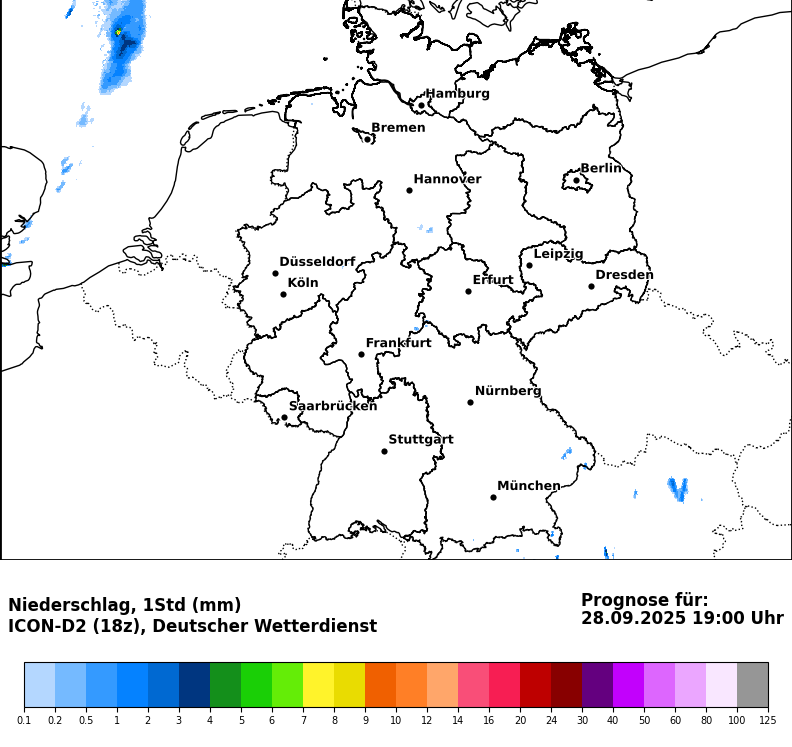 Hamburg
Bremen
Berlin
Hannover
Leipzig
Düsseldorf
Dresden
Köln
Erfurt
Frankfurt
Nürnberg
Saarbrücken
Stuttgart
München
Niederschlag, 1Std (mm)
ICON-D2 (18z), Deutscher Wetterdienst
Prognose für:
28.09.2025 19:00 Uhr
0.1 0.2 0.5 1 2 3 4 5 6 7 8 9 10 12 14 16 20 24 30 40 50 60 80 100 125